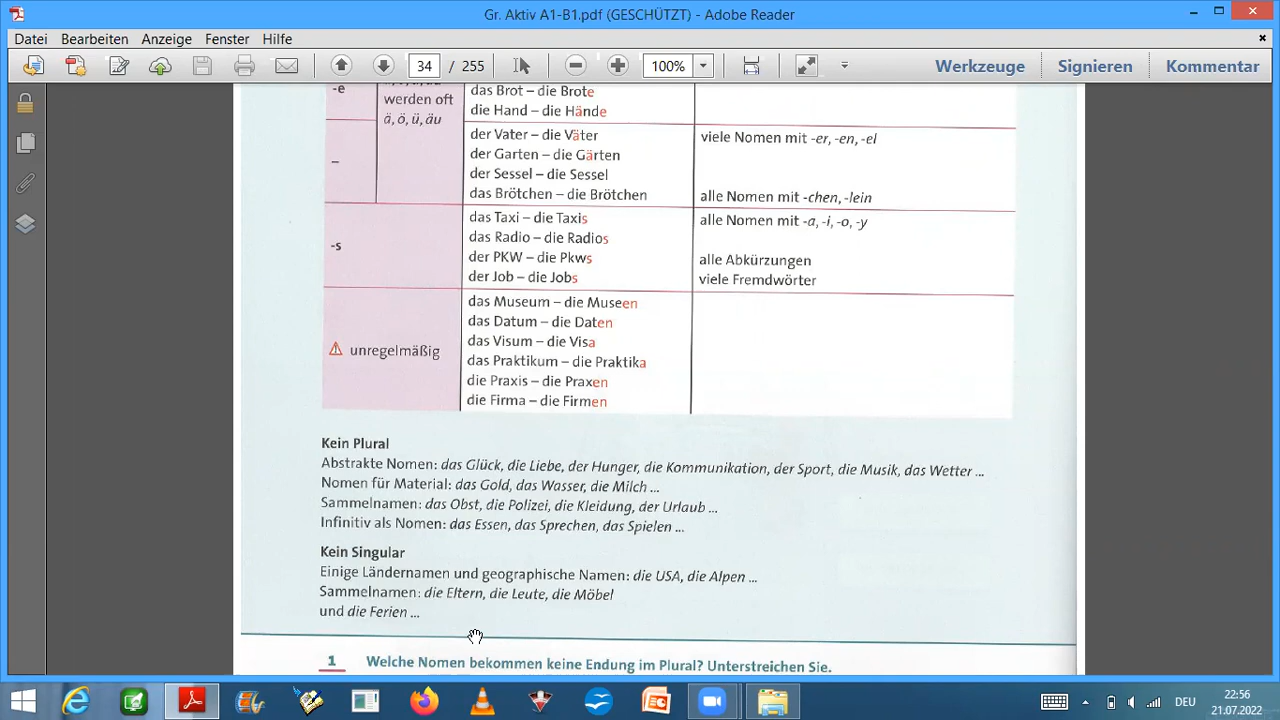 Gr. Aktiv A1-B1.pdf (GESCHÜTZT) - Adobe Reader
Datei Bearbeiten Anzeige Fenster Hilfe
34 / 255 100% Werkzeuge Signieren Kommentar
-e
werden oft
ä, ö, ü, äu
das Brot – die Brote
die Hand – die Hände
–
der Vater – die Väter
der Garten – die Gärten
der Sessel – die Sessel
das Brötchen – die Brötchen
viele Nomen mit -er, -en, -el
alle Nomen mit -chen, -lein
-s
das Taxi – die Taxis
das Radio – die Radios
der PKW – die Pkws
der Job – die Jobs
alle Nomen mit -a, -i, -o, -y
alle Abkürzungen
viele Fremdwörter
unregelmäßig
das Museum – die Museen
das Datum – die Daten
das Visum – die Visa
das Praktikum – die Praktika
die Praxis – die Praxen
die Firma – die Firmen
Kein Plural
Abstrakte Nomen: das Glück, die Liebe, der Hunger, die Kommunikation, der Sport, die Musik, das Wetter ...
Nomen für Material: das Gold, das Wasser, die Milch ...
Sammelnamen: das Obst, die Polizei, die Kleidung, der Urlaub ...
Infinitiv als Nomen: das Essen, das Sprechen, das Spielen ...
Kein Singular
Einige Ländernamen und geographische Namen: die USA, die Alpen ...
Sammelnamen: die Eltern, die Leute, die Möbel
und die Ferien ...
1 Welche Nomen bekommen keine Endung im Plural? Unterstreichen Sie.
DEU
22:56
21.07.2022